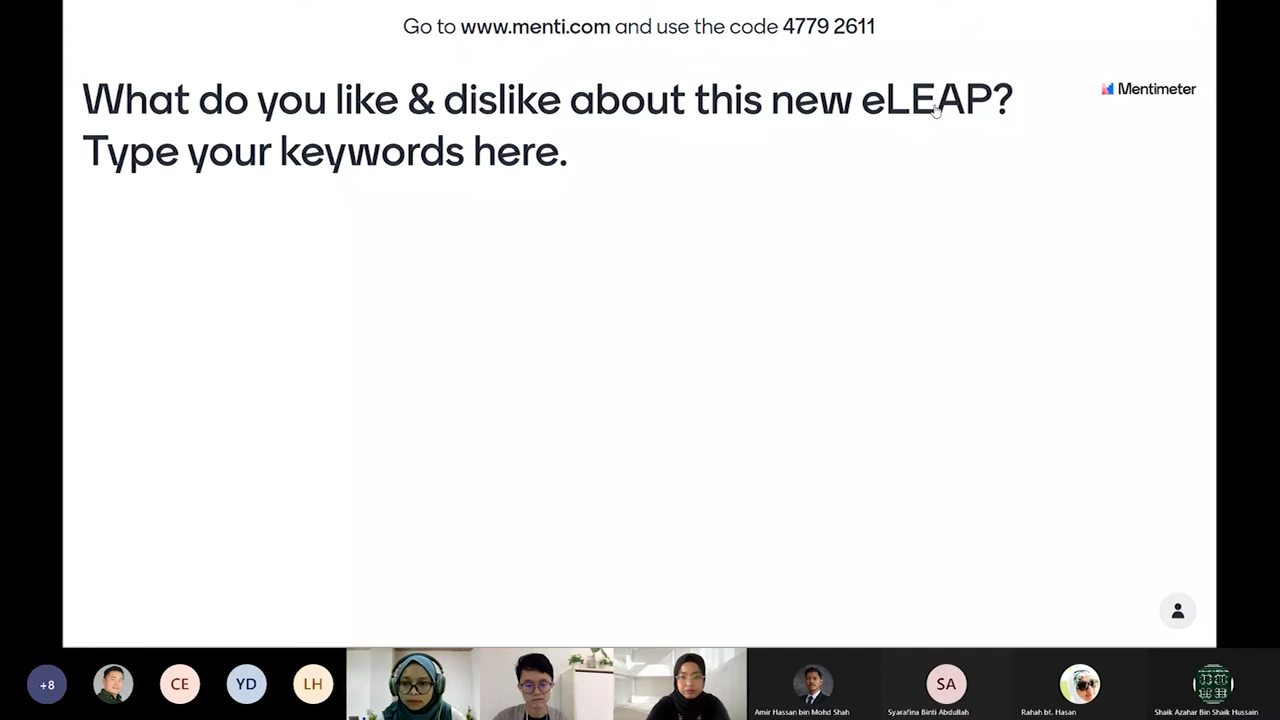 Go to www.menti.com and use the code 4779 2611
What do you like & dislike about this new eLEAP?
Type your keywords here.
Mentimeter
+8
CE
YD
LH
SA
Amir Hassan bin Mohd Shah
Syarafina Binti Abdullah
Rahah bt. Hasan
Shaik Azahar Bin Shaik Hussain